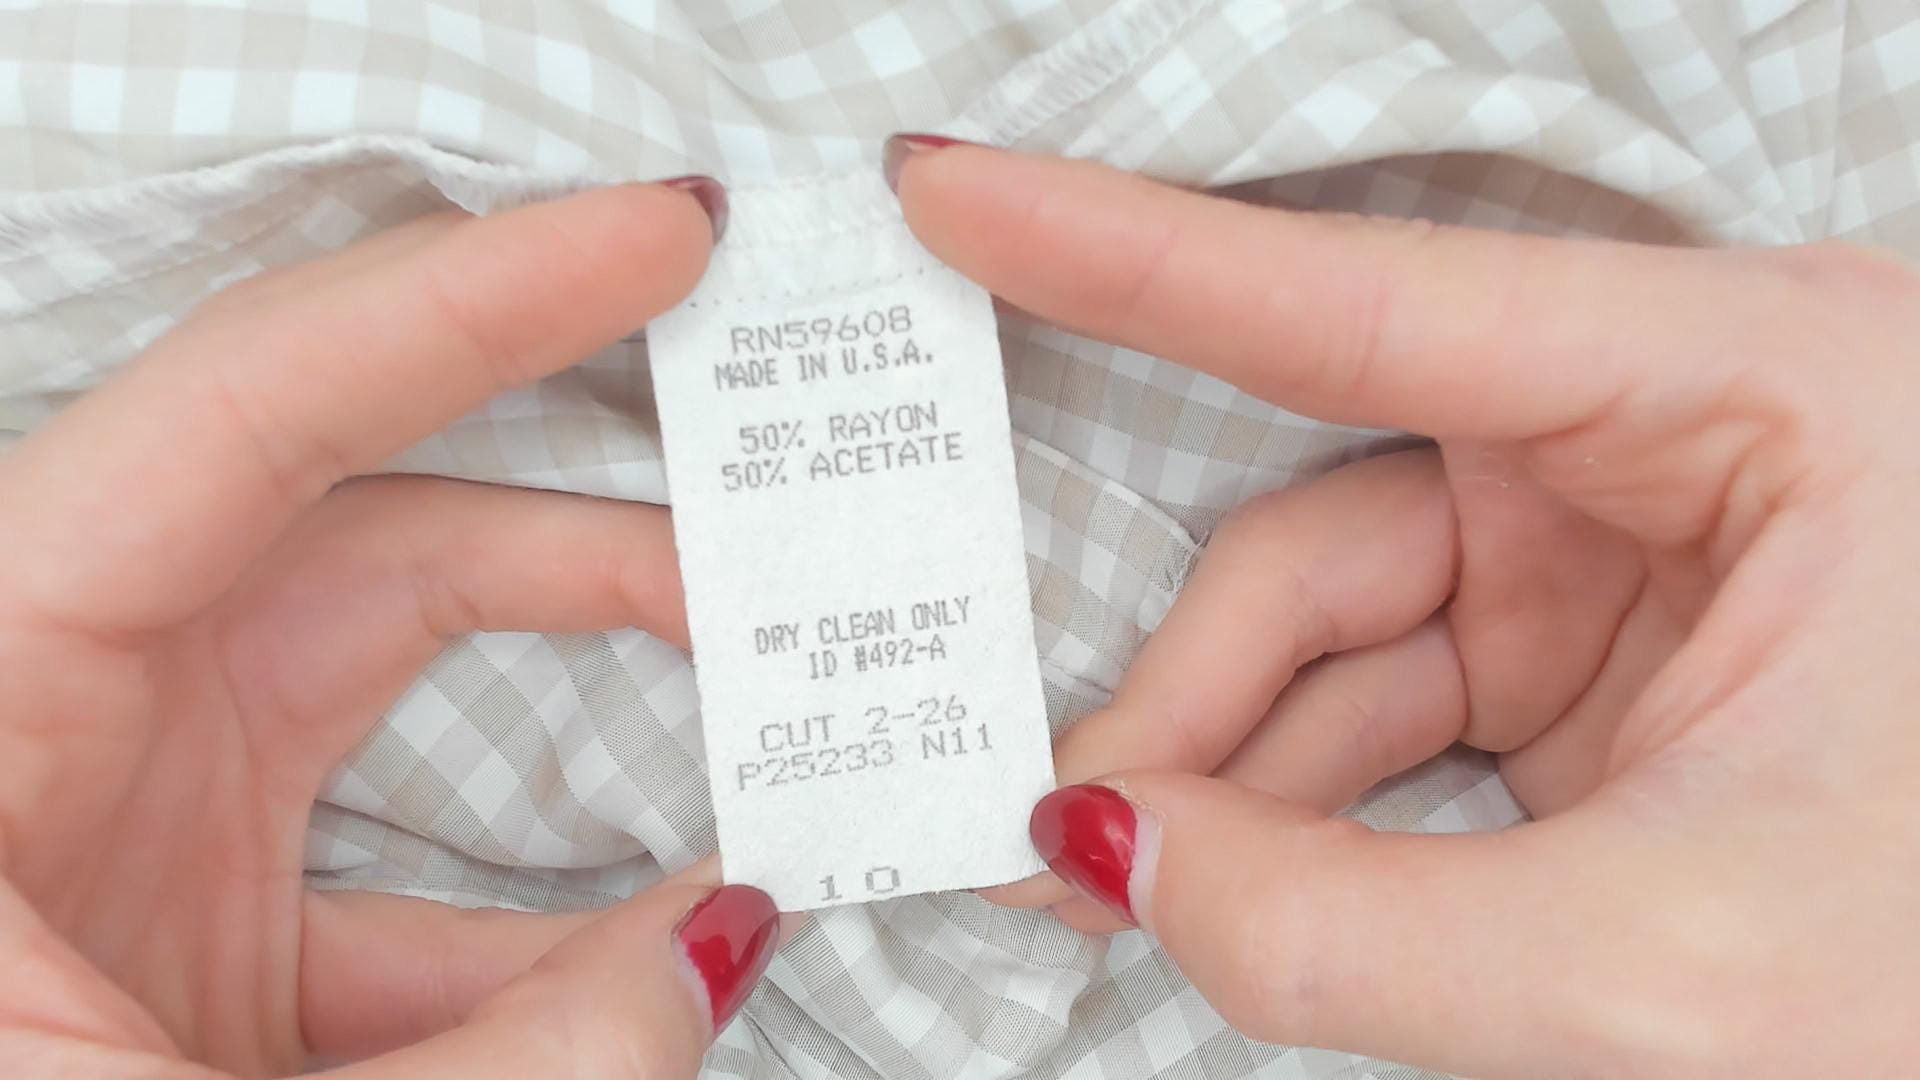 RN59608
MADE IN U.S.A.
50% RAYON
50% ACETATE
DRY CLEAN ONLY
ID #492-A
CUT 2-26
P25233 N11
10